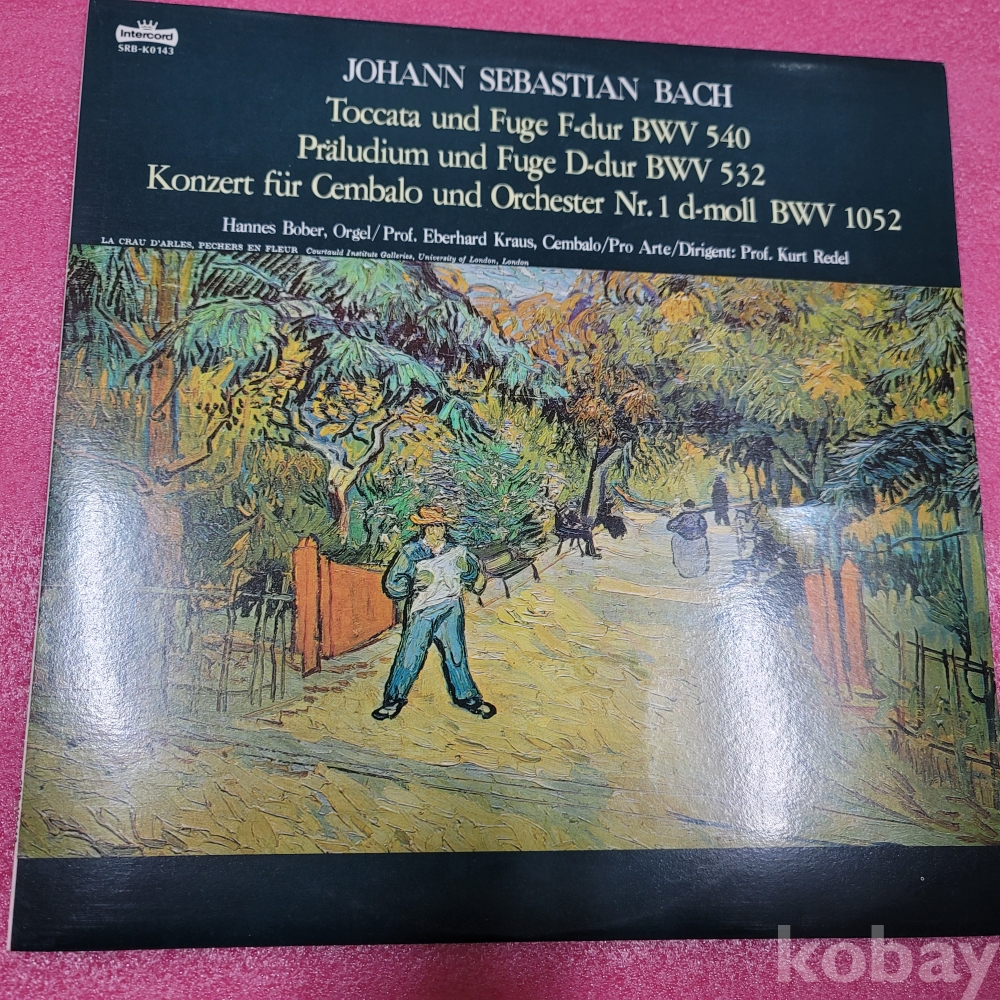 Intercord
SRB-K0143
JOHANN SEBASTIAN BACH
Toccata und Fuge F-dur BWV 540
Präludium und Fuge D-dur BWV 532
Konzert für Cembalo und Orchester Nr. 1 d-moll BWV 1052
Hannes Bober, Orgel/Prof. Eberhard Kraus, Cembalo/Pro Arte/Dirigent: Prof. Kurt Redel
LA CRAU D'ARLES, PECHERS EN FLEUR Courtauld Institute Galleries, University of London, London
kobay